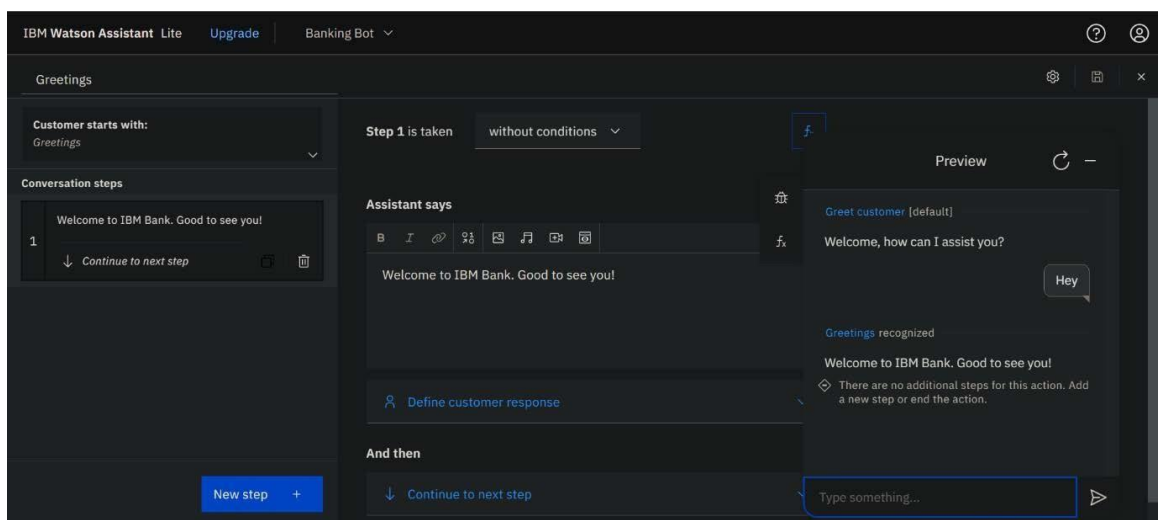 IBM Watson Assistant Lite Upgrade Banking Bot
Greetings
Customer starts with:
Greetings
Conversation steps
1
Welcome to IBM Bank. Good to see you!
Continue to next step
New step +
Step 1 is taken without conditions
Assistant says
B I
Welcome to IBM Bank. Good to see you!
Define customer response
And then
Continue to next step
fx
Preview
Greet customer [default]
Welcome, how can I assist you?
Hey
Greetings recognized
Welcome to IBM Bank. Good to see you!
There are no additional steps for this action. Add
a new step or end the action.
Type something...